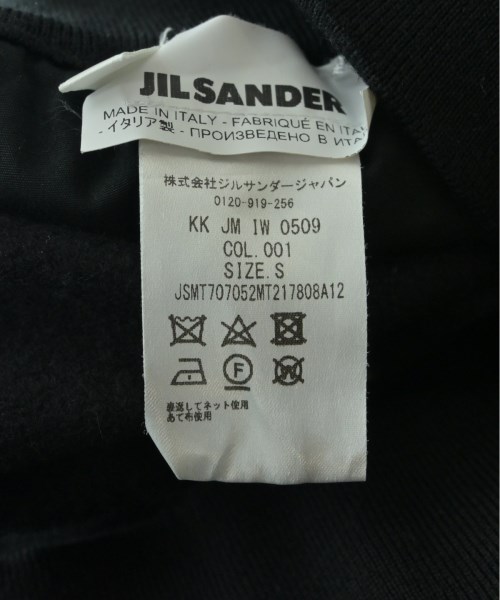 JIL SANDER
MADE IN ITALY - FABRIQUÉ EN ITA
- イタリア製 - ПРОИЗВЕДЕНО В ИТА
株式会社ジルサンダージャパン
0120-919-256
KK JM IW 0509
COL.001
SIZE.S
JSMT707052MT217808A12
F
W
裏返してネット使用
あて布使用